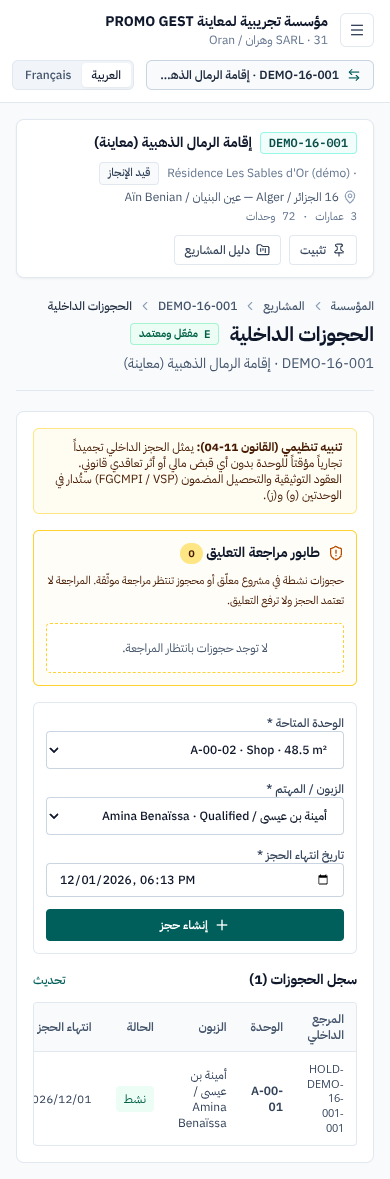 مؤسسة تجريبية لمعاينة PROMO GEST
SARL · وهران / Oran · 31
DEMO-16-001 · إقامة الرمال الذهـ...
العربية
Français
DEMO-16-001 إقامة الرمال الذهبية (معاينة)
· Résidence Les Sables d'Or (démo) قيد الإنجاز
16 الجزائر / Alger — عين البنيان / Aïn Benian
3 عمارات · 72 وحدات
تثبيت
دليل المشاريع
المؤسسة > المشاريع > DEMO-16-001 > الحجوزات الداخلية
الحجوزات الداخلية E مفعّل ومعتمد
DEMO-16-001 · إقامة الرمال الذهبية (معاينة)
تنبيه تنظيمي (القانون 11-04): يمثل الحجز الداخلي تجميداً
تجارياً مؤقتاً للوحدة بدون أي قبض مالي أو أثر تعاقدي قانوني.
العقود التوثيقية والتحصيل المضمون (FGCMPI / VSP) ستُدار في
الوحدتين (و) و(ز).
طابور مراجعة التعليق 0
حجوزات نشطة في مشروع معلّق أو محجوز تنتظر مراجعة موثّقة. المراجعة لا
تعتمد الحجز ولا ترفع التعليق.
لا توجد حجوزات بانتظار المراجعة.
الوحدة المتاحة *
A-00-02 · Shop · 48.5 m²
الزبون / المهتم *
أمينة بن عيسى / Amina Benaïssa · Qualified
تاريخ انتهاء الحجز *
12/01/2026, 06:13 PM
+ إنشاء حجز
سجل الحجوزات (1)
تحديث
المرجع الداخلي
الوحدة
الزبون
الحالة
انتهاء الحجز
HOLD-
DEMO-
16-
001-
001
A-00-
01
أمينة بن
عيسى /
Amina
Benaïssa
نشط
026/12/01